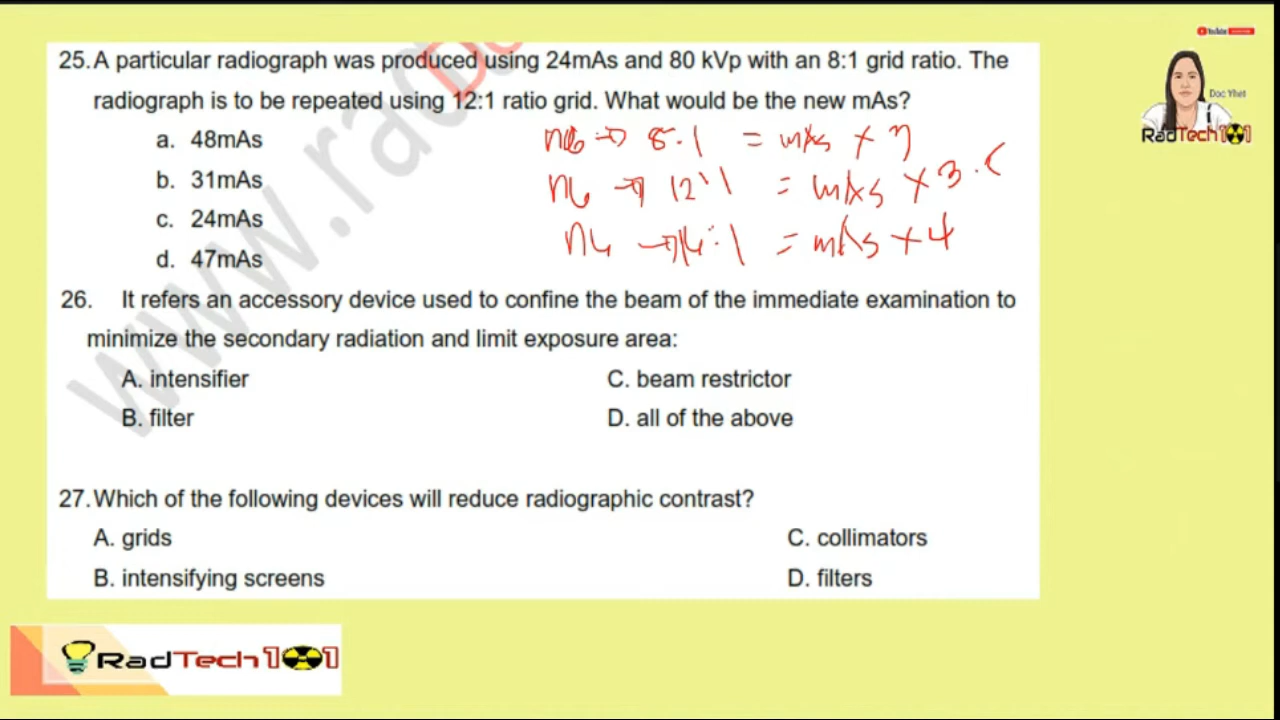 YouTube
25. A particular radiograph was produced using 24mAs and 80 kVp with an 8:1 grid ratio. The
radiograph is to be repeated using 12:1 ratio grid. What would be the new mAs?
a. 48mAs
b. 31mAs
c. 24mAs
d. 47mAs
8:1 = mAs x 3
12:1 = mAs x 3.
= mAs x 4
Doc Yhet
RadTech101
26. It refers an accessory device used to confine the beam of the immediate examination to
minimize the secondary radiation and limit exposure area:
A. intensifier
C. beam restrictor
B. filter
D. all of the above
27. Which of the following devices will reduce radiographic contrast?
A. grids
C. collimators
B. intensifying screens
D. filters
www.rad
RadTech101